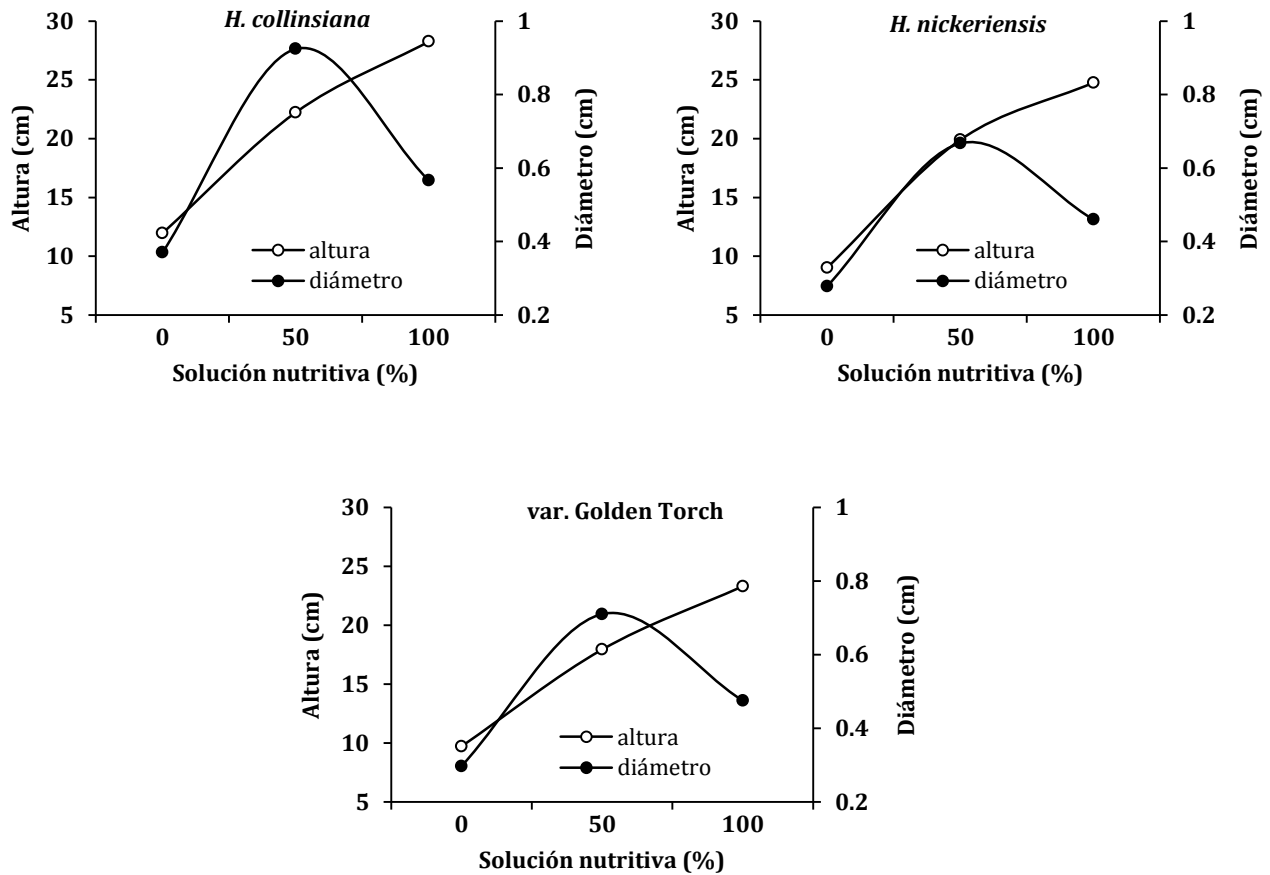 H. collinsiana
30
25
20
15
10
5
Altura (cm)
1
0.8
0.6
0.4
0.2
Diámetro (cm)
altura
diámetro
0 50 100
Solución nutritiva (%)
H. nickeriensis
30
25
20
15
10
5
Altura (cm)
1
0.8
0.6
0.4
0.2
Diámetro (cm)
altura
diámetro
0 50 100
Solución nutritiva (%)
var. Golden Torch
30
25
20
15
10
5
Altura (cm)
1
0.8
0.6
0.4
0.2
Diámetro (cm)
altura
diámetro
0 50 100
Solución nutritiva (%)